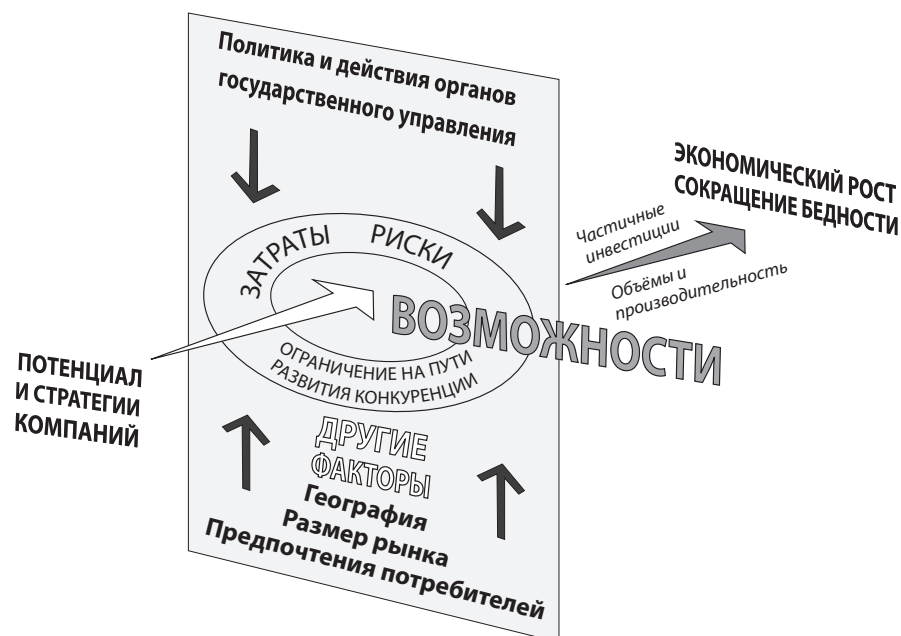 Политика и действия органов
государственного управления
ЭКОНОМИЧЕСКИЙ РОСТ
СОКРАЩЕНИЕ БЕДНОСТИ
Частичные
инвестиции
Объёмы и
производительность
ЗАТРАТЫ РИСКИ
ВОЗМОЖНОСТИ
ОГРАНИЧЕНИЕ НА ПУТИ
РАЗВИТИЯ КОНКУРЕНЦИИ
ПОТЕНЦИАЛ
И СТРАТЕГИИ
КОМПАНИЙ
ДРУГИЕ
ФАКТОРЫ
География
Размер рынка
Предпочтения потребителей